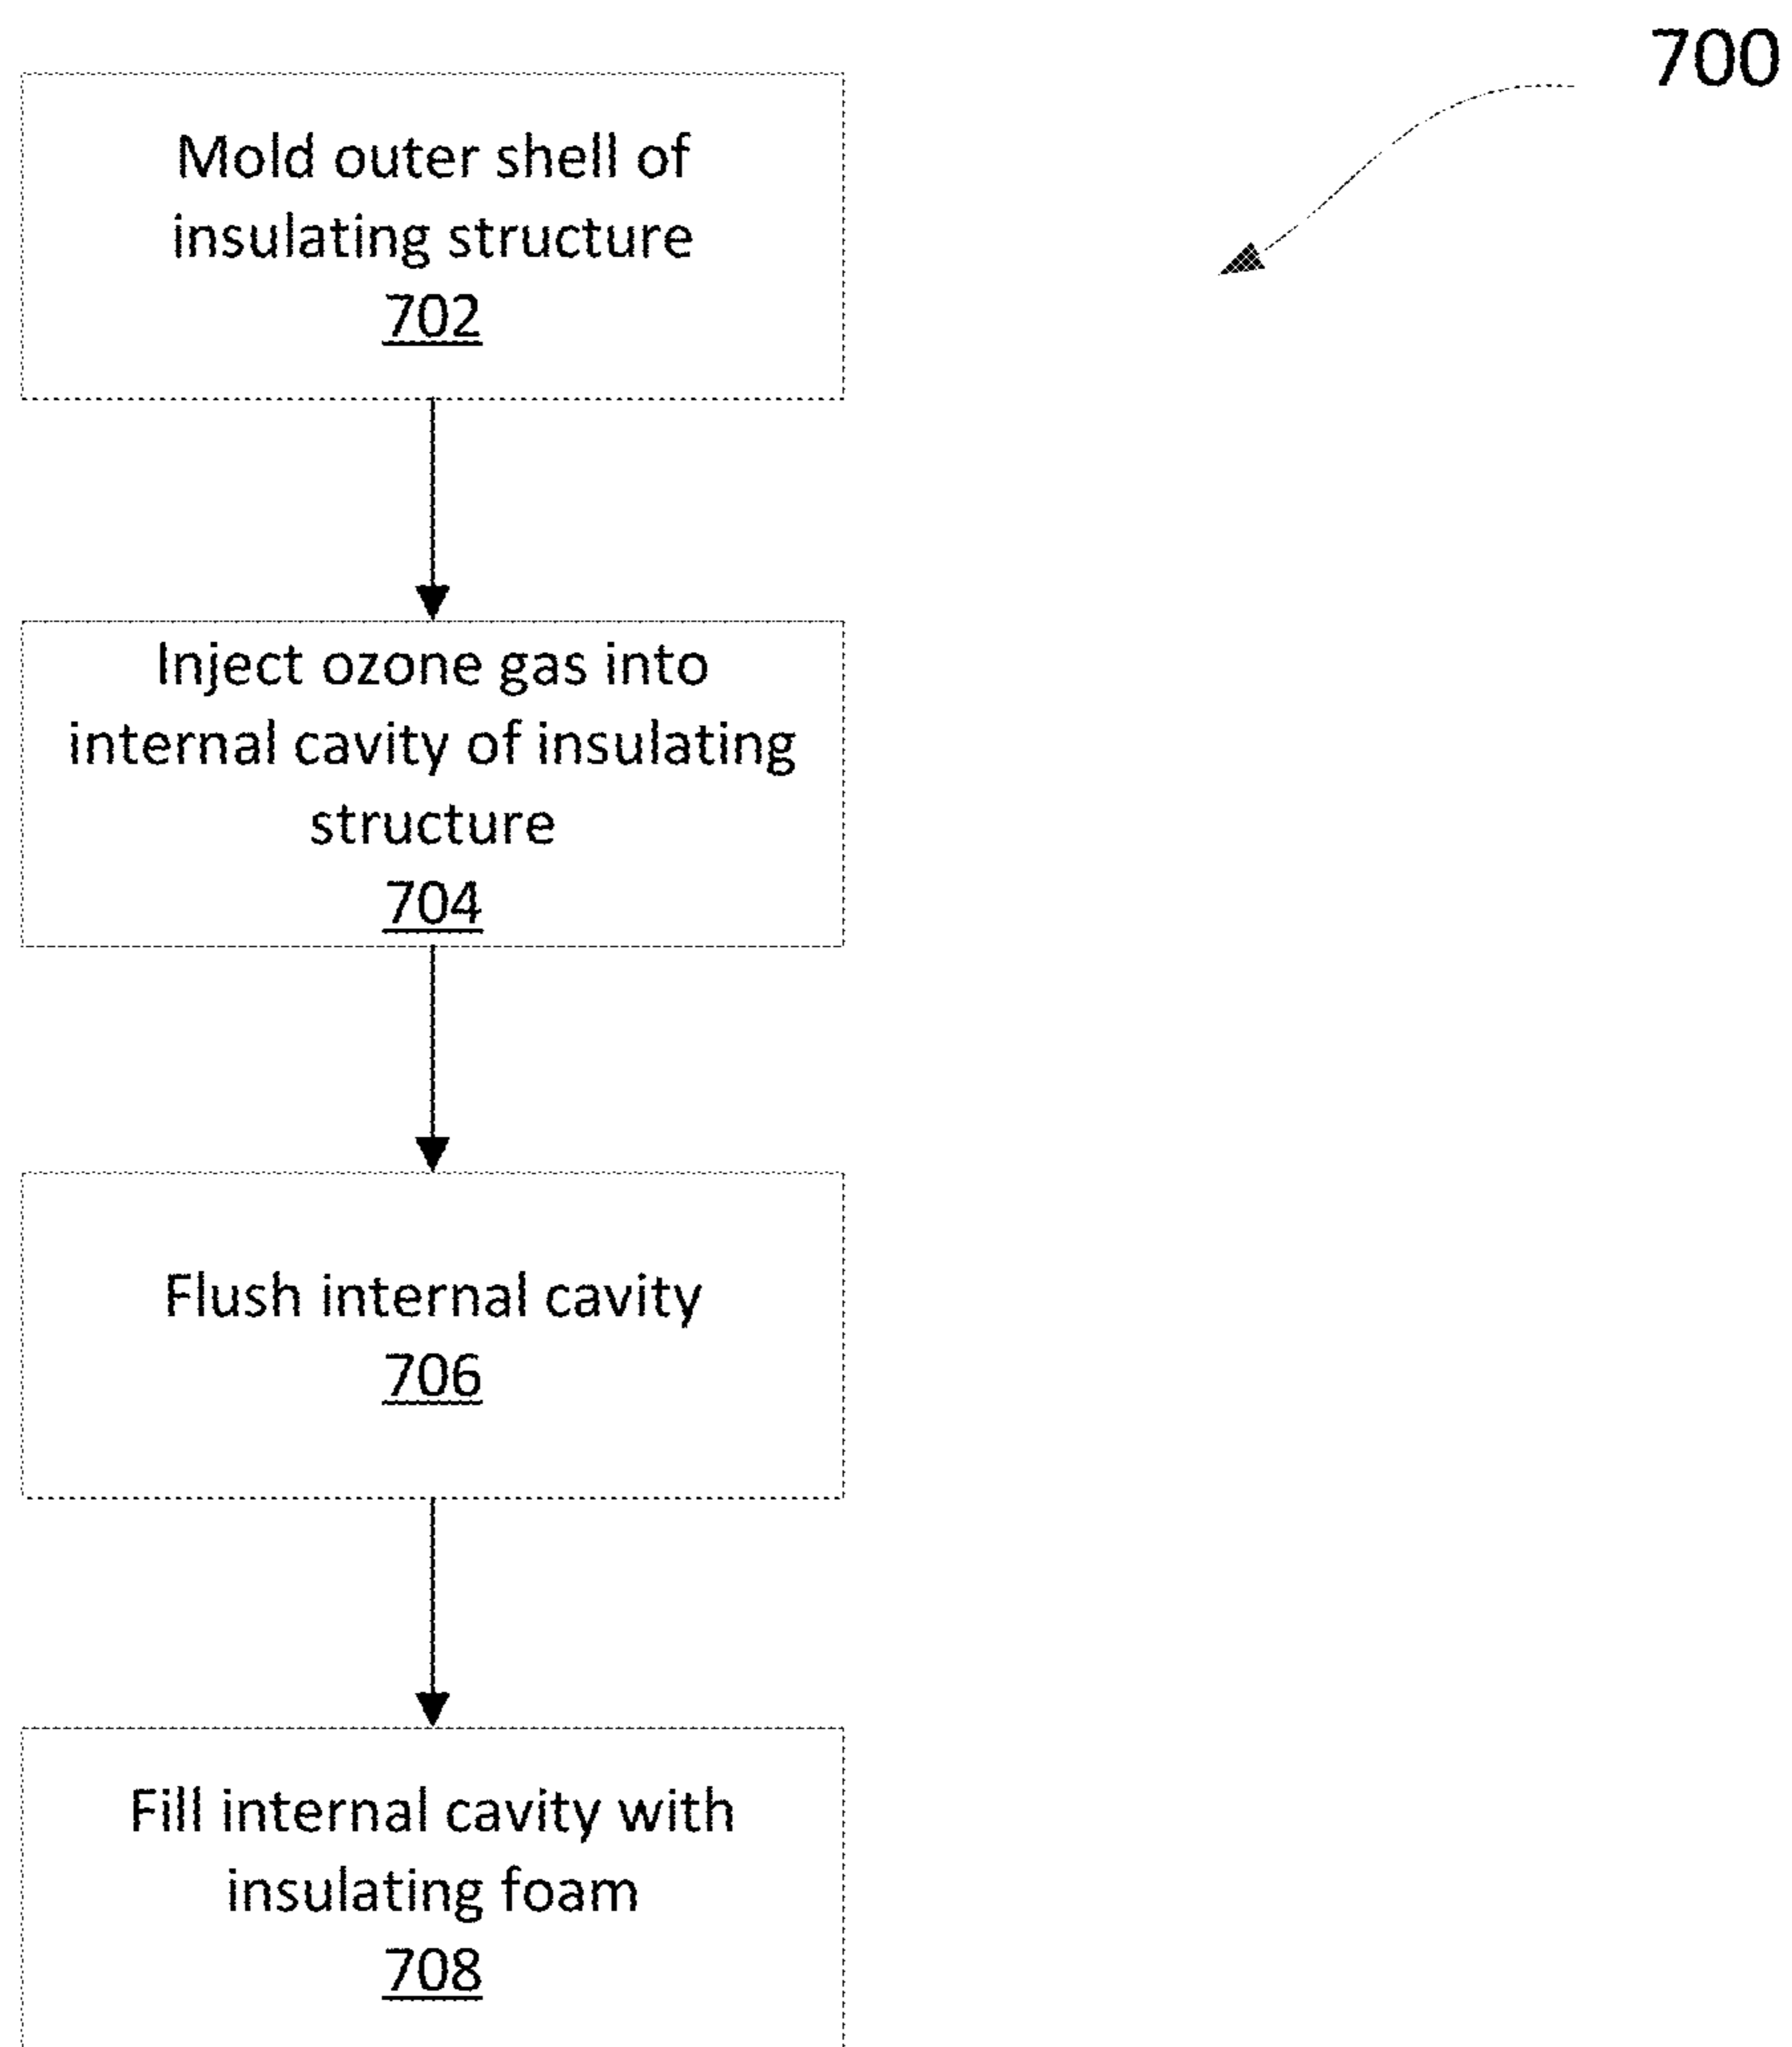 700
Mold outer shell of
insulating structure
702
Inject ozone gas into
internal cavity of insulating
structure
704
Flush internal cavity
706
Fill internal cavity with
insulating foam
708